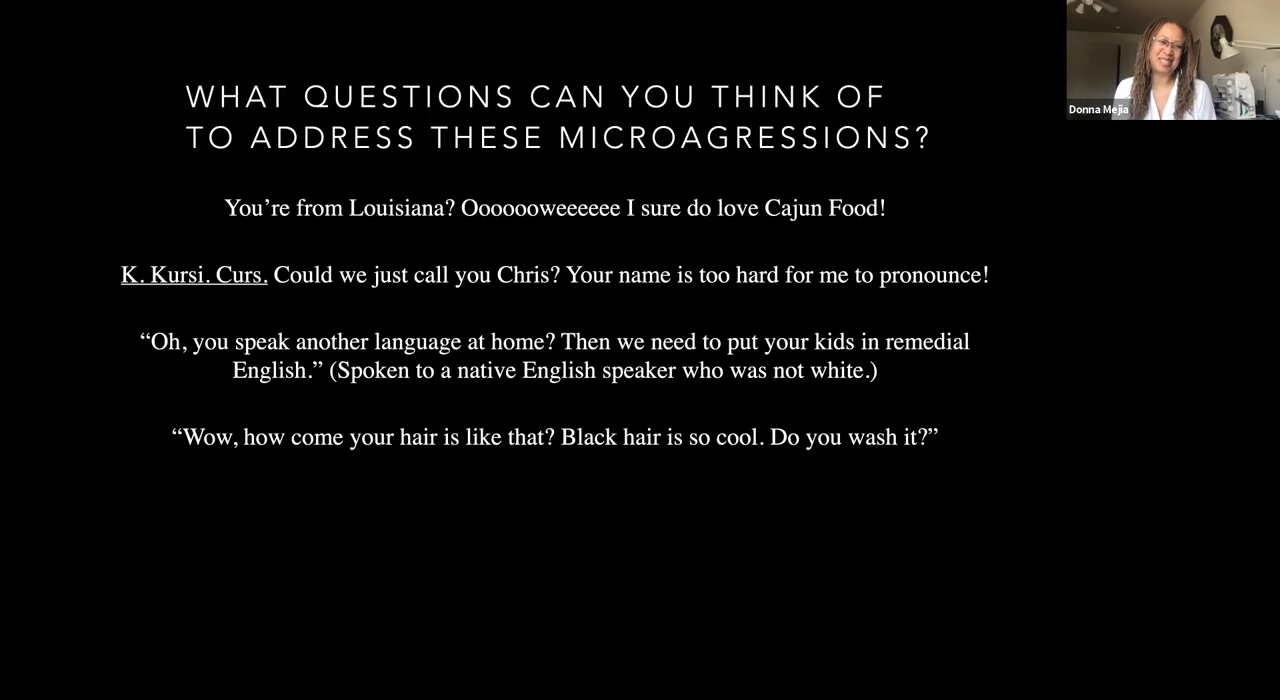 WHAT QUESTIONS CAN YOU THINK OF
TO ADDRESS THESE MICROAGRESSIONS?
You’re from Louisiana? Ooooooweeeeee I sure do love Cajun Food!
K. Kursi. Curs. Could we just call you Chris? Your name is too hard for me to pronounce!
“Oh, you speak another language at home? Then we need to put your kids in remedial
English.” (Spoken to a native English speaker who was not white.)
“Wow, how come your hair is like that? Black hair is so cool. Do you wash it?”
Donna Mejia